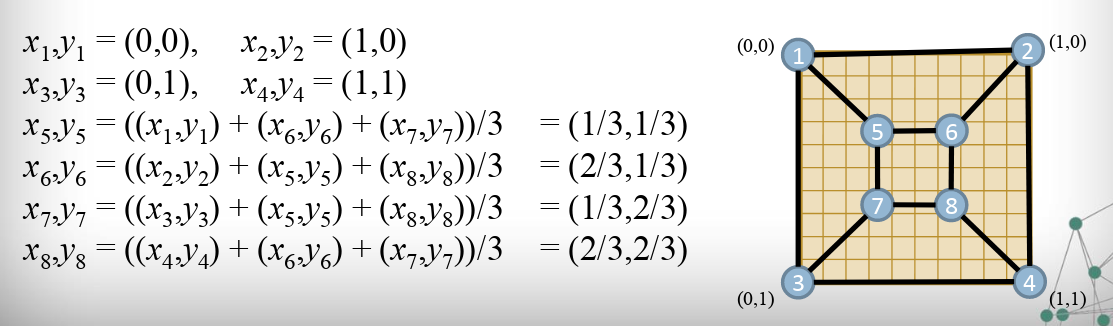 x₁,y₁ = (0,0),    x₂,y₂ = (1,0)
x₃,y₃ = (0,1),    x₄,y₄ = (1,1)
x₅,y₅ = ((x₁,y₁) + (x₆,y₆) + (x₇,y₇))/3    = (1/3,1/3)
x₆,y₆ = ((x₂,y₂) + (x₅,y₅) + (x₈,y₈))/3    = (2/3,1/3)
x₇,y₇ = ((x₃,y₃) + (x₅,y₅) + (x₈,y₈))/3    = (1/3,2/3)
x₈,y₈ = ((x₄,y₄) + (x₆,y₆) + (x₇,y₇))/3    = (2/3,2/3)
(0,0) 1 2 (1,0)
5 6
7 8
3 4
(0,1) (1,1)